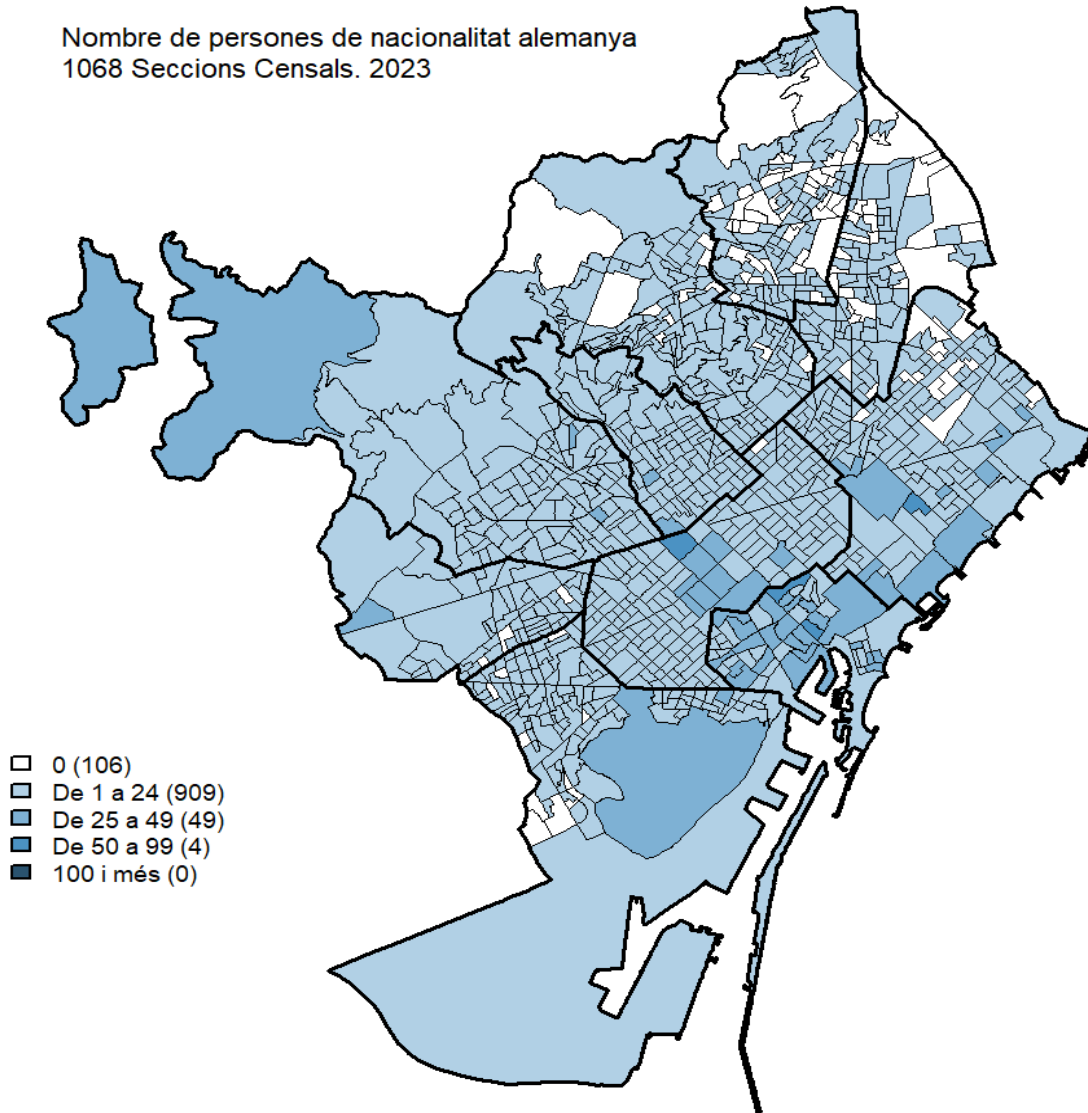 Nombre de persones de nacionalitat alemanya
1068 Seccions Censals. 2023
0 (106)
De 1 a 24 (909)
De 25 a 49 (49)
De 50 a 99 (4)
100 i més (0)